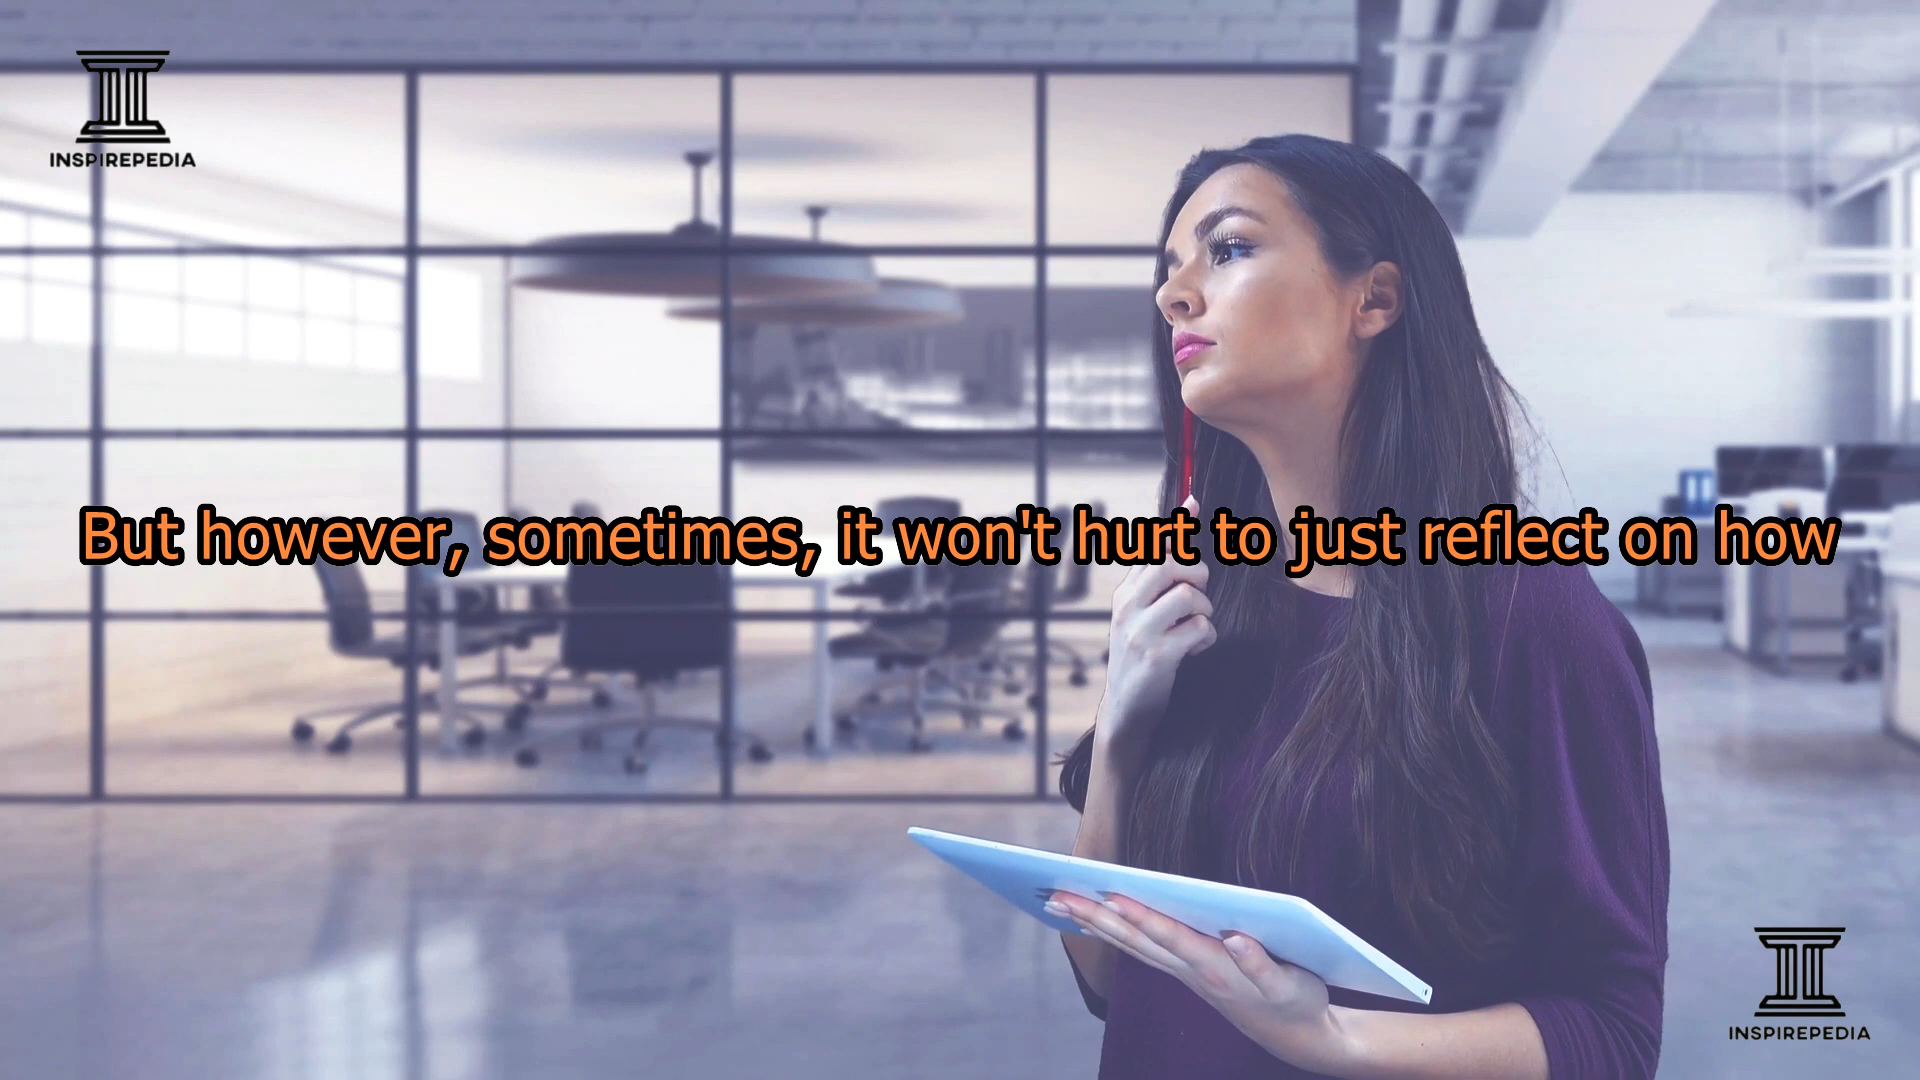 INSPIREPEDIA
But however, sometimes, it won't hurt to just reflect on how
INSPIREPEDIA